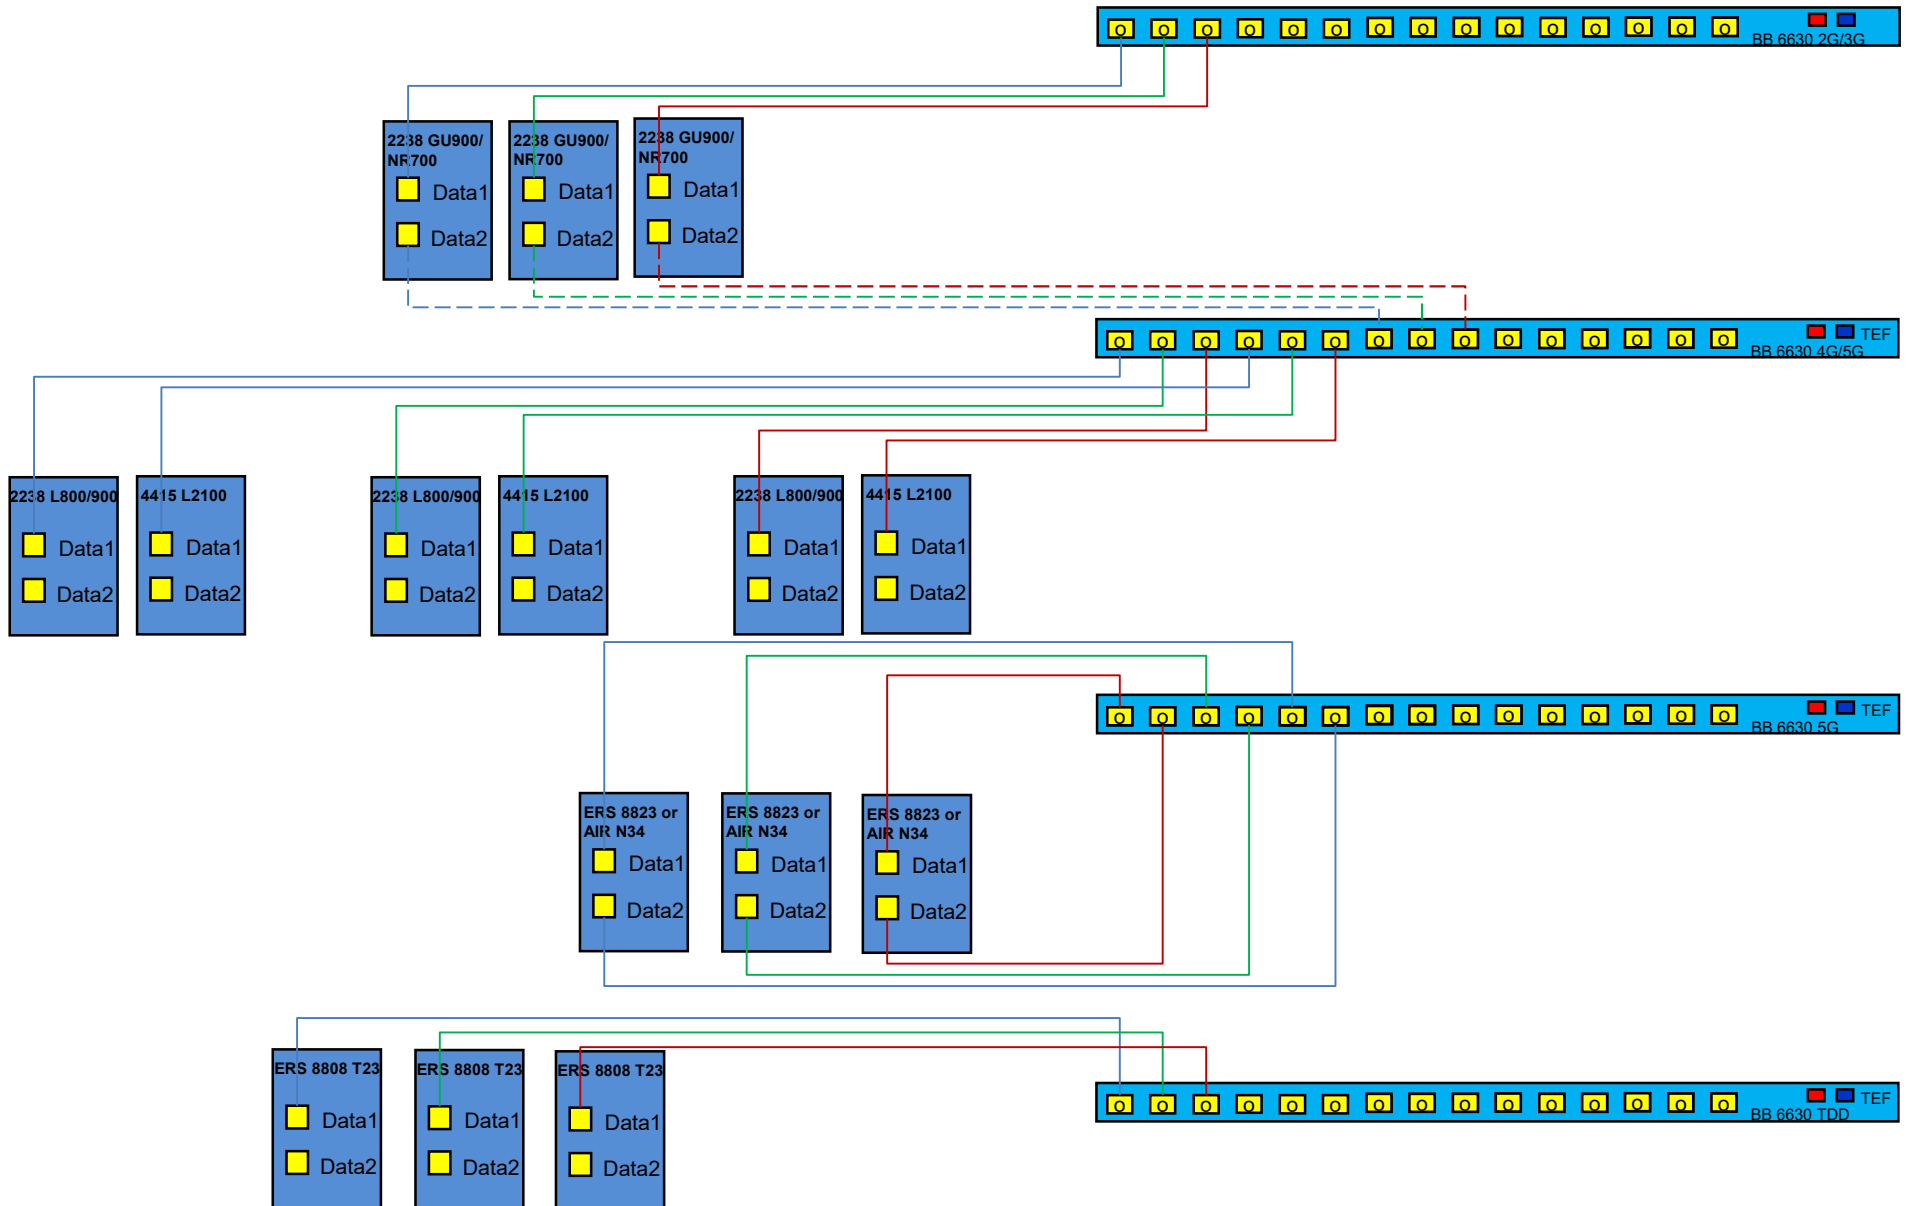 O O O O O O O O O O O O O O O
BB 6630 2G/3G
2238 GU900/
NR700
Data1
Data2
2238 GU900/
NR700
Data1
Data2
2238 GU900/
NR700
Data1
Data2
O O O O O O O O O O O O O O O
TEF
BB 6630 4G/5G
2238 L800/900
Data1
Data2
4415 L2100
Data1
Data2
2238 L800/900
Data1
Data2
4415 L2100
Data1
Data2
2238 L800/900
Data1
Data2
4415 L2100
Data1
Data2
O O O O O O O O O O O O O O O
TEF
BB 6630 5G
ERS 8823 or
AIR N34
Data1
Data2
ERS 8823 or
AIR N34
Data1
Data2
ERS 8823 or
AIR N34
Data1
Data2
ERS 8808 T23
Data1
Data2
ERS 8808 T23
Data1
Data2
ERS 8808 T23
Data1
Data2
O O O O O O O O O O O O O O O
TEF
BB 6630 TDD